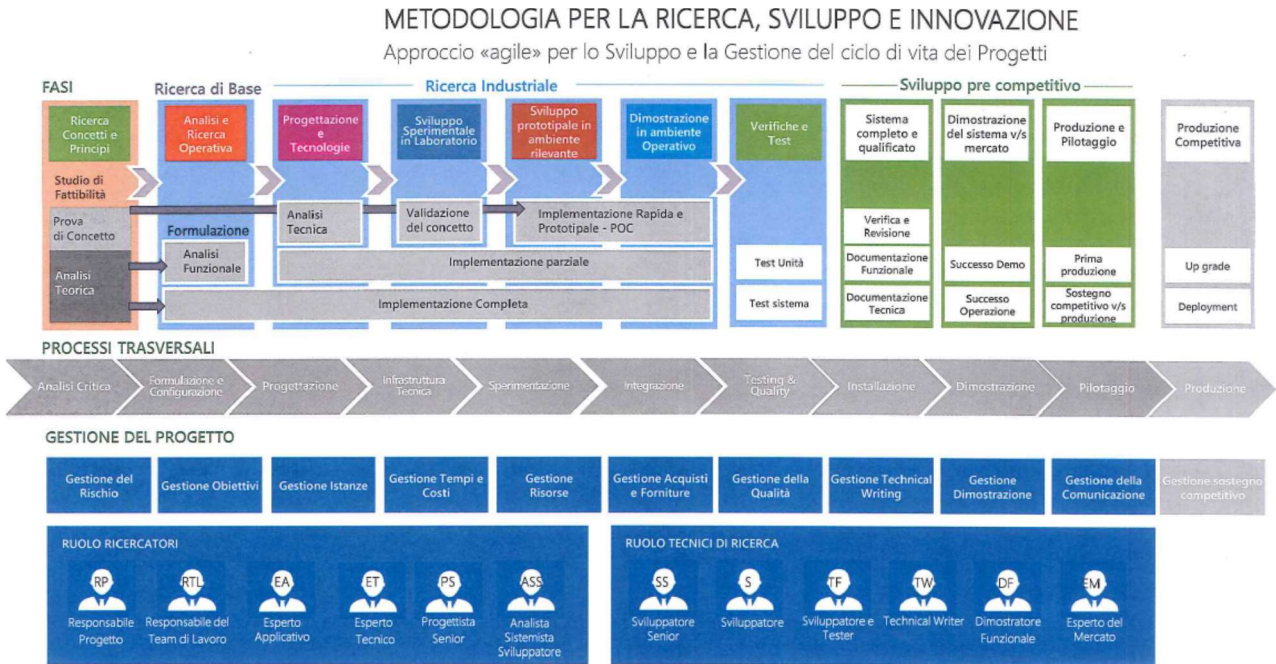 METODOLOGIA PER LA RICERCA, SVILUPPO E INNOVAZIONE
Approccio «agile» per lo Sviluppo e la Gestione del ciclo di vita dei Progetti
FASI
Ricerca di Base
Ricerca Industriale
Sviluppo pre competitivo
Ricerca
Concetti e
Principi
Analisi e
Ricerca
Operativa
Progettazione
e
Tecnologie
Sviluppo
Sperimentale
in Laboratorio
Sviluppo
prototipale in
ambiente
rilevante
Dimostrazione
in ambiente
Operativo
Verifiche e
Test
Sistema
completo e
qualificato
Dimostrazione
del sistema v/s
mercato
Produzione e
Pilotaggio
Produzione
Competitiva
Studio di
Fattibilità
Prova
di Concetto
Analisi
Teorica
Formulazione
Analisi
Funzionale
Analisi
Tecnica
Validazione
del concetto
Implementazione Rapida e
Prototipale - POC
Implementazione parziale
Implementazione Completa
Test Unità
Test sistema
Verifica e
Revisione
Documentazione
Funzionale
Documentazione
Tecnica
Successo Demo
Successo
Operazione
Prima
produzione
Sostegno
competitivo v/s
produzione
Up grade
Deployment
PROCESSI TRASVERSALI
Analisi Critica
Formulazione e
Configurazione
Progettazione
Infrastruttura
Tecnica
Sperimentazione
Integrazione
Testing &
Quality
Installazione
Dimostrazione
Pilotaggio
Produzione
GESTIONE DEL PROGETTO
Gestione del
Rischio
Gestione Obiettivi
Gestione Istanze
Gestione Tempi e
Costi
Gestione
Risorse
Gestione Acquisti
e Forniture
Gestione della
Qualità
Gestione Technical
Writing
Gestione
Dimostrazione
Gestione della
Comunicazione
Gestione sostegno
competitivo
RUOLO RICERCATORI
RP
Responsabile
Progetto
RTL
Responsabile del
Team di Lavoro
EA
Esperto
Applicativo
ET
Esperto
Tecnico
PS
Progettista
Senior
ASS
Analista
Sistemista
Sviluppatore
RUOLO TECNICI DI RICERCA
SS
Sviluppatore
Senior
S
Sviluppatore
TF
Sviluppatore e
Tester
TW
Technical Writer
DF
Dimostratore
Funzionale
EM
Esperto del
Mercato